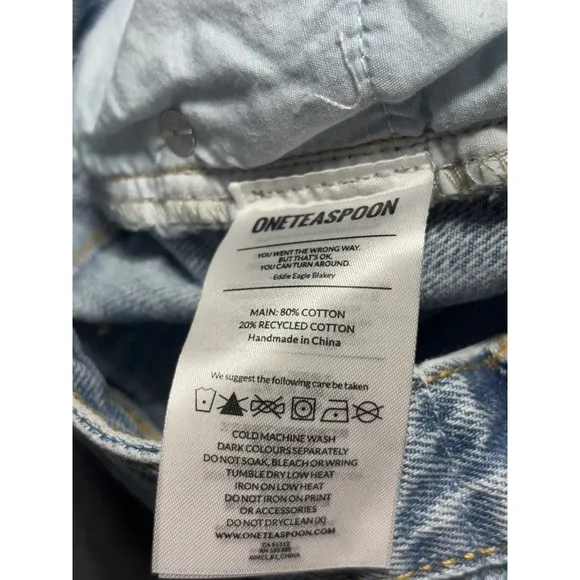 ONETEASPOON
YOU WENT THE WRONG WAY.
BUT THAT'S OK.
YOU CAN TURN AROUND.
- Eddie Eagle Blakey
MAIN: 80% COTTON
20% RECYCLED COTTON
Handmade in China
We suggest the following care be taken
COLD MACHINE WASH
DARK COLOURS SEPARATELY
DO NOT SOAK, BLEACH OR WRING
TUMBLE DRY LOW HEAT
IRON ON LOW HEAT
DO NOT IRON ON PRINT
OR ACCESSORIES
DO NOT DRYCLEAN (X)
WWW.ONETEASPOON.COM